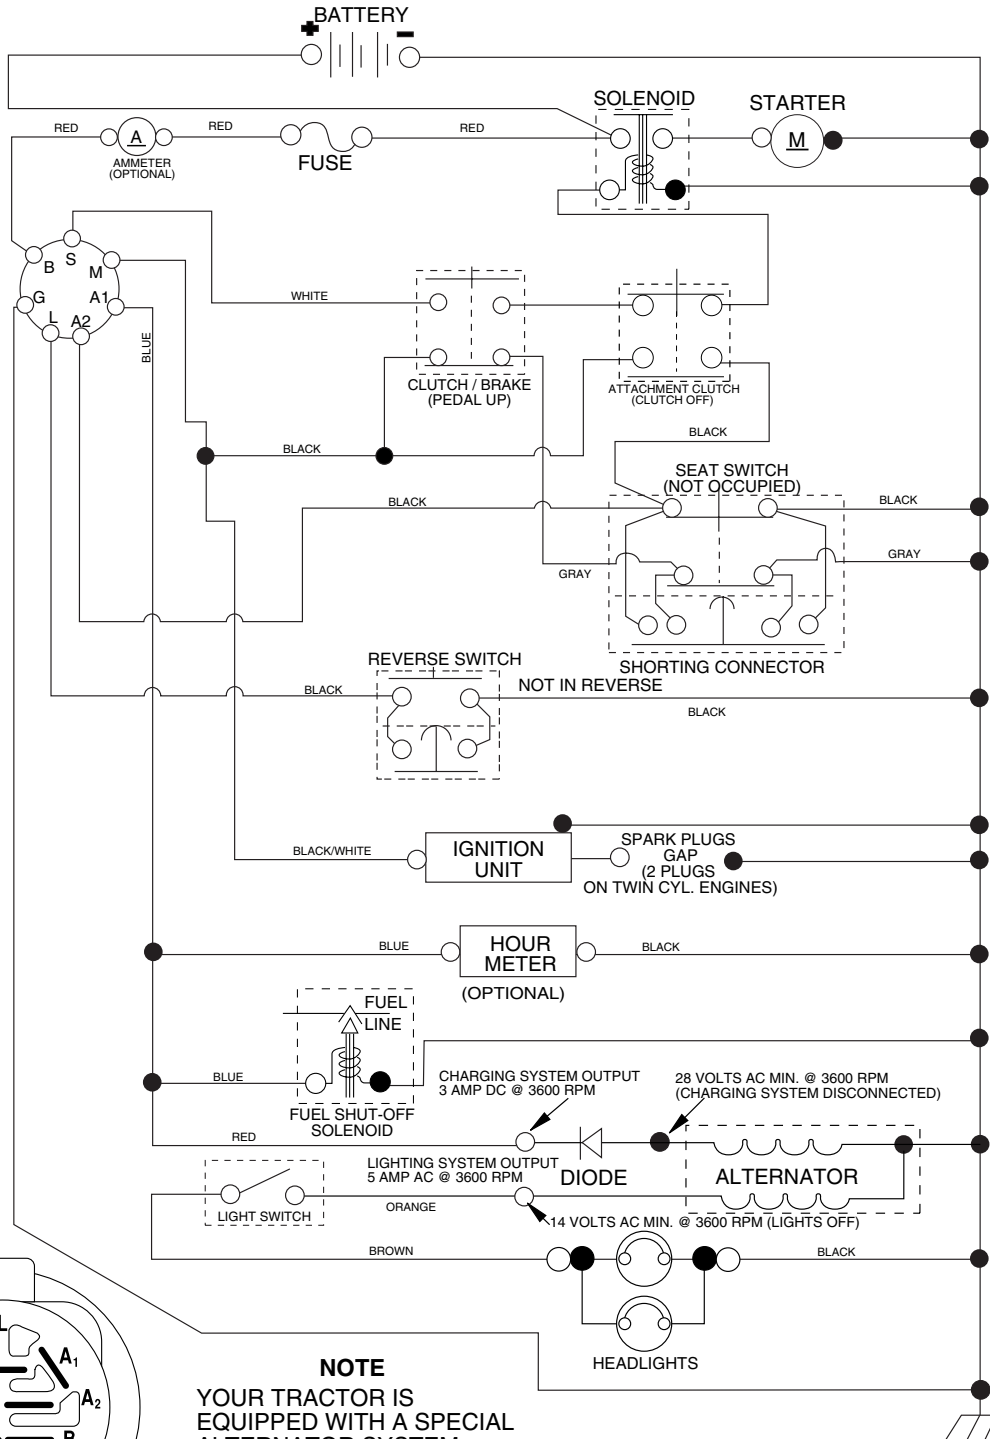 BATTERY
SOLENOID
STARTER
RED
A
RED
RED
M
AMMETER
(OPTIONAL)
FUSE
B
S
M
G
A1
L
A2
BLUE
WHITE
CLUTCH / BRAKE
(PEDAL UP)
ATTACHMENT CLUTCH
(CLUTCH OFF)
BLACK
BLACK
SEAT SWITCH
(NOT OCCUPIED)
BLACK
BLACK
GRAY
GRAY
SHORTING CONNECTOR
REVERSE SWITCH
BLACK
NOT IN REVERSE
BLACK
BLACK/WHITE
IGNITION
UNIT
SPARK PLUGS
GAP
(2 PLUGS
ON TWIN CYL. ENGINES)
BLUE
HOUR
METER
BLACK
(OPTIONAL)
FUEL
LINE
BLUE
FUEL SHUT-OFF
SOLENOID
CHARGING SYSTEM OUTPUT
3 AMP DC @ 3600 RPM
28 VOLTS AC MIN. @ 3600 RPM
(CHARGING SYSTEM DISCONNECTED)
RED
DIODE
ALTERNATOR
LIGHTING SYSTEM OUTPUT
5 AMP AC @ 3600 RPM
LIGHT SWITCH
ORANGE
14 VOLTS AC MIN. @ 3600 RPM (LIGHTS OFF)
BROWN
BLACK
HEADLIGHTS
L
A1
A2
B
NOTE
YOUR TRACTOR IS
EQUIPPED WITH A SPECIAL
ALTERNATOR SYSTEM